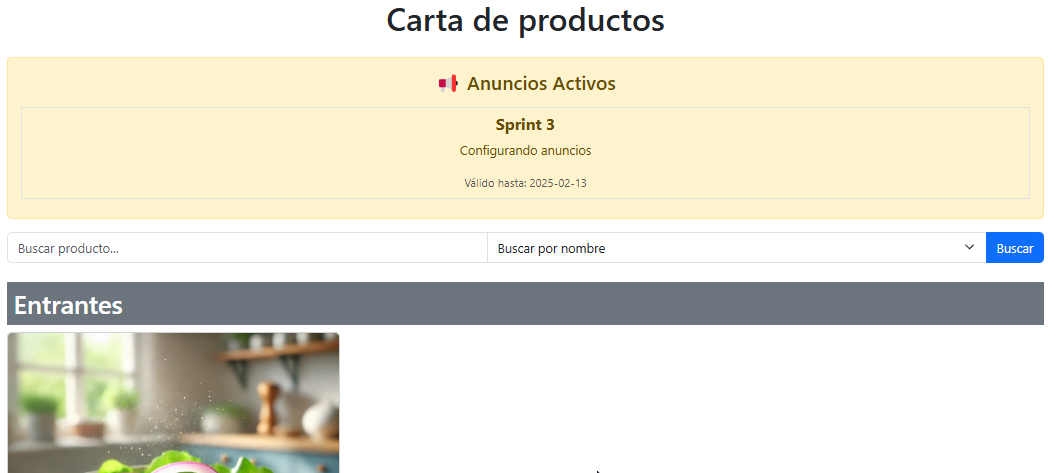 Carta de productos
📢 Anuncios Activos
Sprint 3
Configurando anuncios
Válido hasta: 2025-02-13
Buscar producto...
Buscar por nombre
Buscar
Entrantes